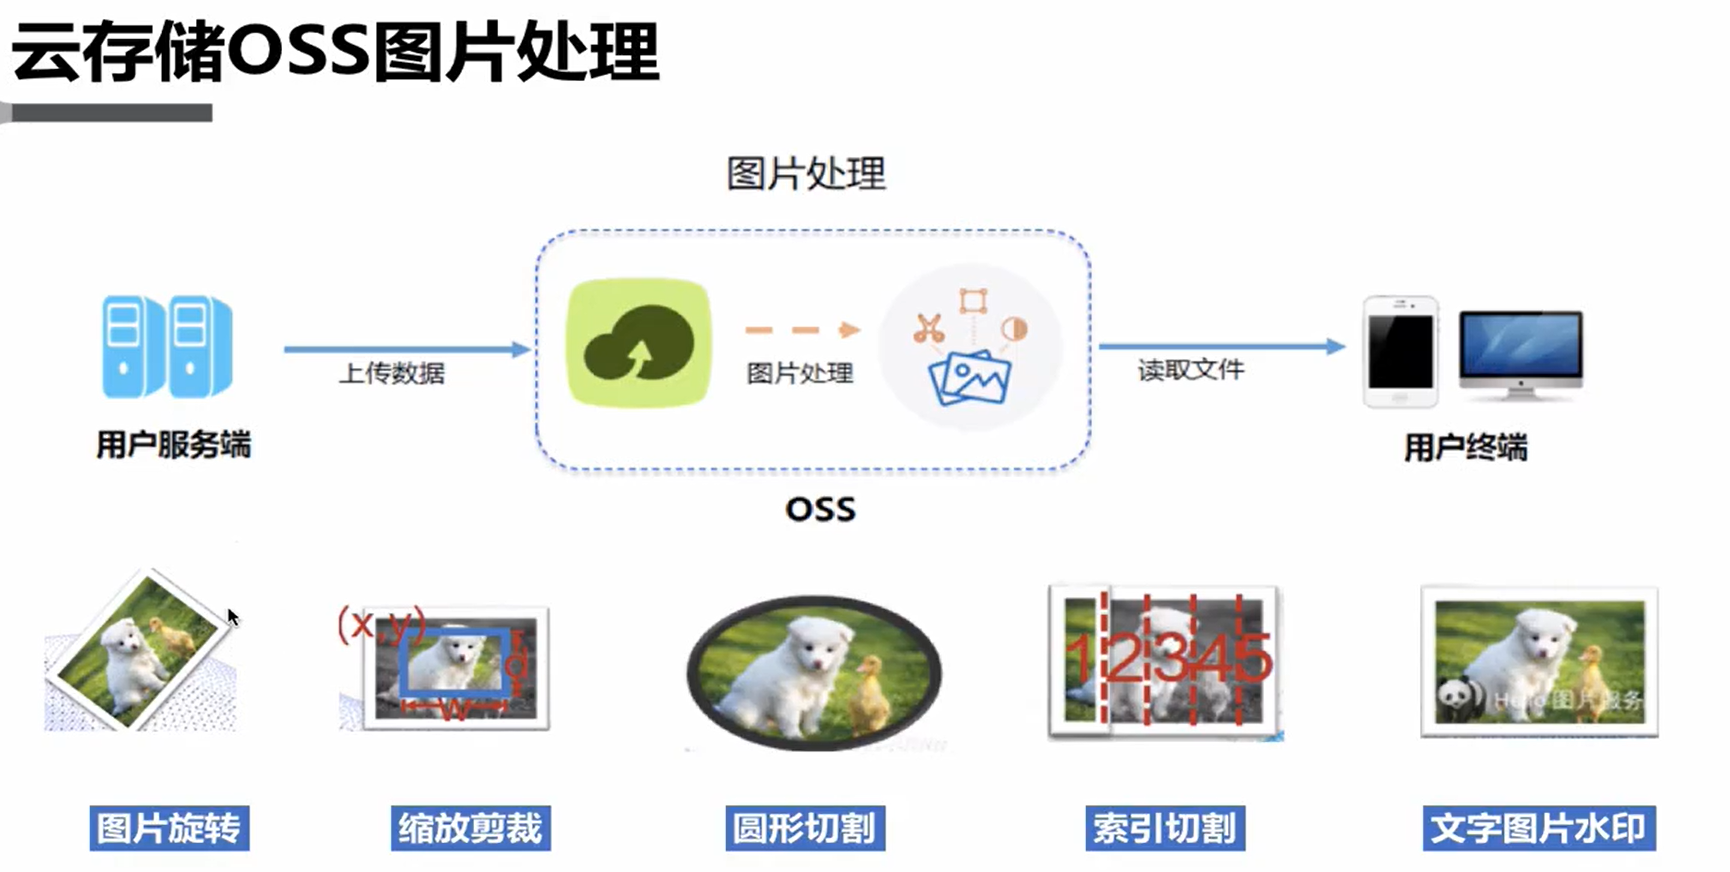 云存储OSS图片处理
图片处理
上传数据
图片处理
读取文件
用户服务端
用户终端
OSS
(x,y)
d
w
1 2 3 4 5
Hello 图片服务
图片旋转
缩放剪裁
圆形切割
索引切割
文字图片水印